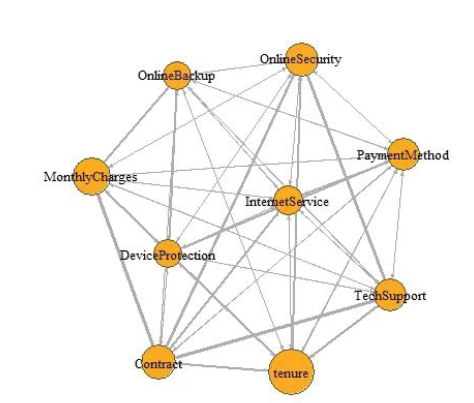 OnlineSecurity
OnlineBackup
PaymentMethod
MonthlyCharges
InternetService
DeviceProtection
TechSupport
Contract
tenure